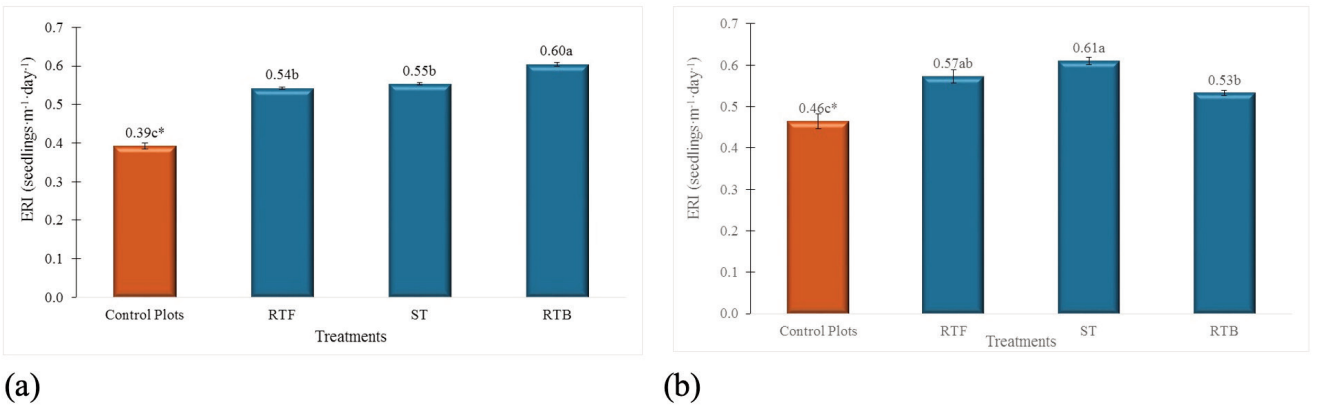 0.7
0.6
0.5
0.4
0.3
0.2
0.1
0.0
ERI (seedlings·m⁻¹·day⁻¹)
0.39c*
0.54b
0.55b
0.60a
Control Plots
RTF
ST
RTB
Treatments
(a)
0.7
0.6
0.5
0.4
0.3
0.2
0.1
0.0
ERI (seedlings·m⁻¹·day⁻¹)
0.46c*
0.57ab
0.61a
0.53b
Control Plots
RTF
ST
RTB
Treatments
(b)